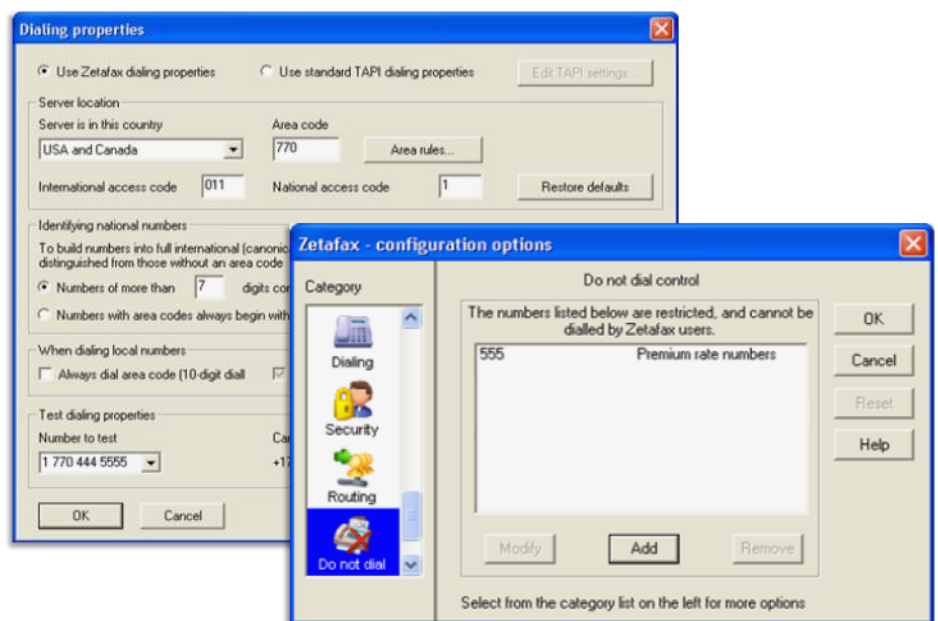 Dialing properties
Use Zetafax dialing properties
Use standard TAPI dialing properties
Edit TAPI settings...
Server location
Server is in this country
Area code
USA and Canada
770
Area rules...
International access code
011
National access code
1
Restore defaults
Identifying national numbers
To build numbers into full international (canonic
distinguished from those without an area code
Numbers of more than
7
digits con
Numbers with area codes always begin with
When dialing local numbers
Always dial area code (10-digit diall
Test dialing properties
Number to test
Ca
1 770 444 5555
+17
OK
Cancel
Zetafax - configuration options
Category
Dialing
Security
Routing
Do not dial
Do not dial control
The numbers listed below are restricted, and cannot be
dialled by Zetafax users.
555 Premium rate numbers
Modify
Add
Remove
Select from the category list on the left for more options
OK
Cancel
Reset
Help